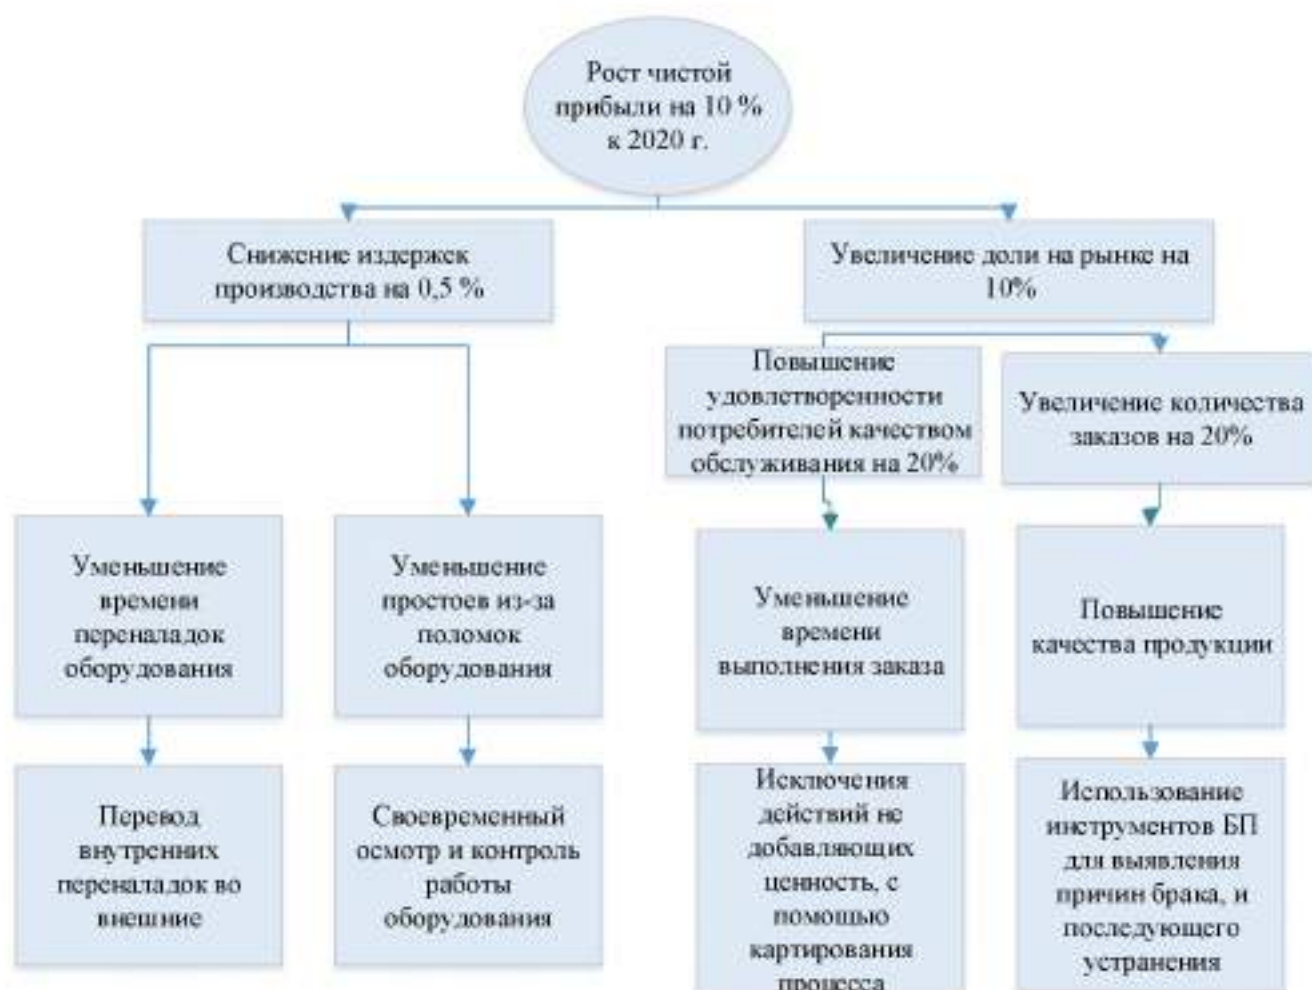 Рост чистой
прибыли на 10 %
к 2020 г.
Снижение издержек
производства на 0,5 %
Увеличение доли на рынке на
10%
Повышение
удовлетворенности
потребителей качеством
обслуживания на 20%
Увеличение количества
заказов на 20%
Уменьшение
времени
переналадок
оборудования
Уменьшение
простоев из-за
поломок
оборудования
Уменьшение
времени
выполнения заказа
Повышение
качества продукции
Перевод
внутренних
переналадок во
внешние
Своевременный
осмотр и контроль
работы
оборудования
Исключения
действий не
добавляющих
ценность, с
помощью
картирования
процесса
Использование
инструментов БП
для выявления
причин брака, и
последующего
устранения